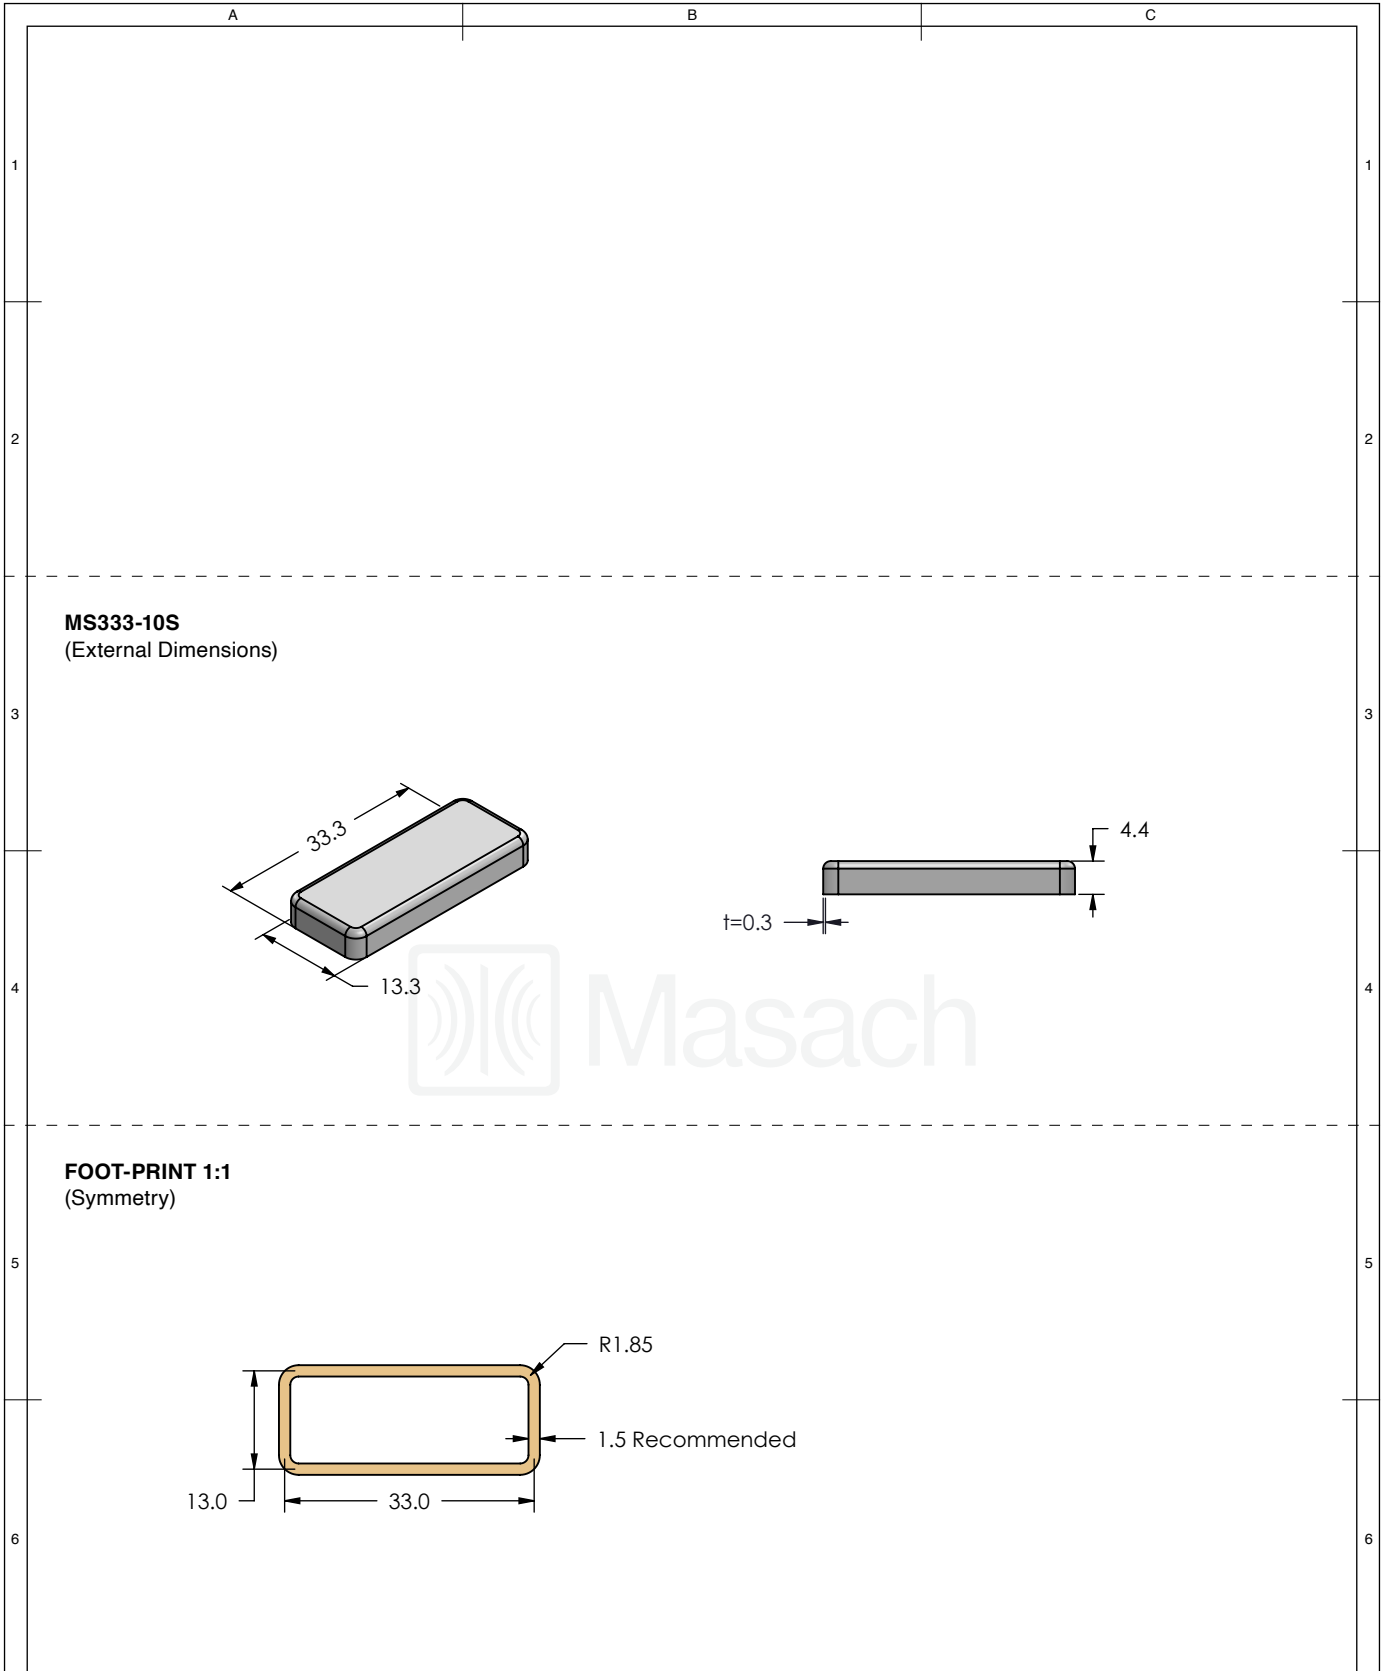 A B C
1 1
2 2
MS333-10S
(External Dimensions)
3 3
33.3
4.4
t=0.3
13.3
4 4
Masach
FOOT-PRINT 1:1
(Symmetry)
5 5
R1.85
1.5 Recommended
13.0 33.0
6 6